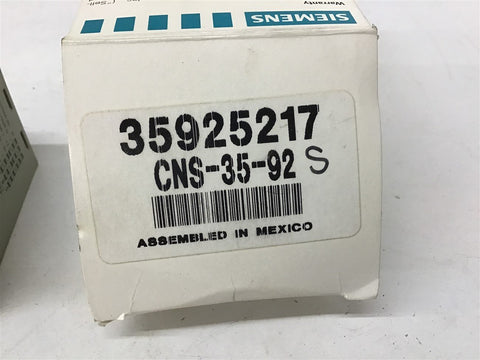 Warranty
SIEMENS
35925217
CNS-35-92 S
ASSEMBLED IN MEXICO